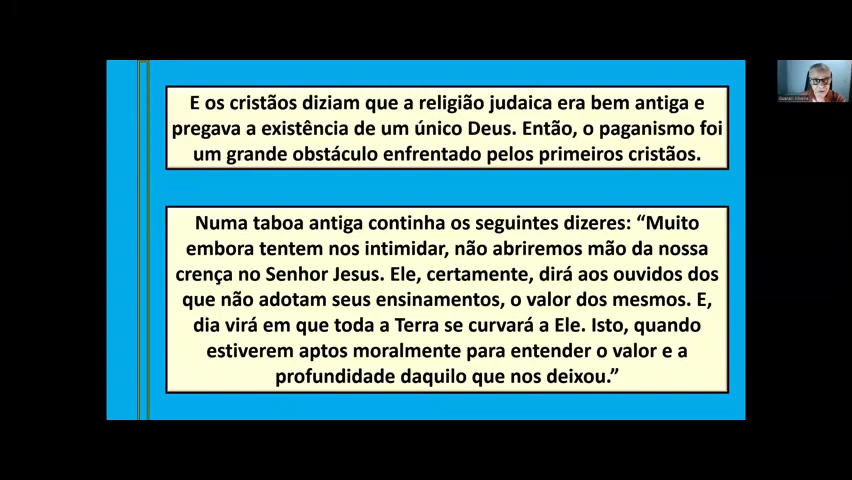 E os cristãos diziam que a religião judaica era bem antiga e
pregava a existência de um único Deus. Então, o paganismo foi
um grande obstáculo enfrentado pelos primeiros cristãos.
Numa taboa antiga continha os seguintes dizeres: “Muito
embora tentem nos intimidar, não abriremos mão da nossa
crença no Senhor Jesus. Ele, certamente, dirá aos ouvidos dos
que não adotam seus ensinamentos, o valor dos mesmos. E,
dia virá em que toda a Terra se curvará a Ele. Isto, quando
estiverem aptos moralmente para entender o valor e a
profundidade daquilo que nos deixou.”